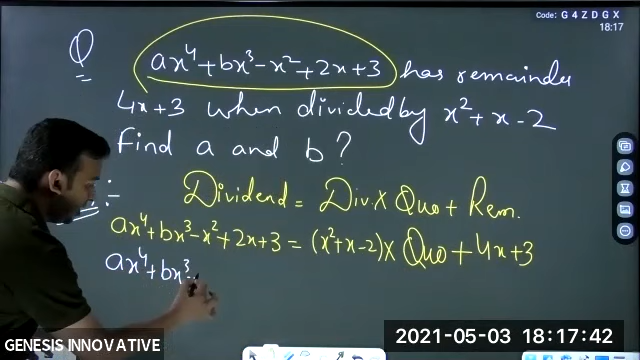 Code: G4ZDGX
18:17
Q ax⁴+bx³-x²+2x+3 has remainder
4x+3 when divided by x²+x-2
Find a and b?
:- Dividend = Div. × Quo + Rem.
ax⁴+bx³-x²+2x+3 = (x²+x-2) × Quo + 4x+3
ax⁴+bx³-
GENESIS INNOVATIVE
2021-05-03 18:17:42